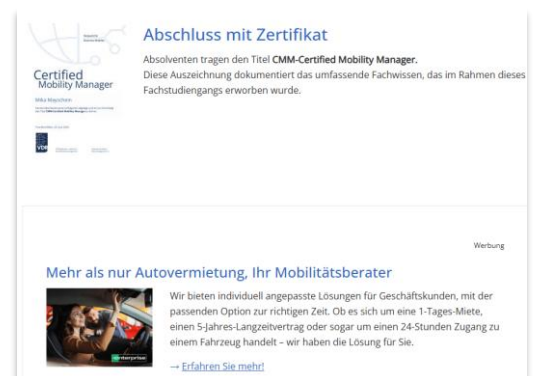 Abschluss mit Zertifikat
Absolventen tragen den Titel CMM-Certified Mobility Manager.
Diese Auszeichnung dokumentiert das umfassende Fachwissen, das im Rahmen dieses
Fachstudiengangs erworben wurde.
Certified
Mobility Manager
VDR
Werbung
Mehr als nur Autovermietung, Ihr Mobilitätsberater
Wir bieten individuell angepasste Lösungen für Geschäftskunden, mit der
passenden Option zur richtigen Zeit. Ob es sich um eine 1-Tages-Miete,
einen 5-Jahres-Langzeitvertrag oder sogar um einen 24-Stunden Zugang zu
einem Fahrzeug handelt – wir haben die Lösung für Sie.
enterprise
→ Erfahren Sie mehr!